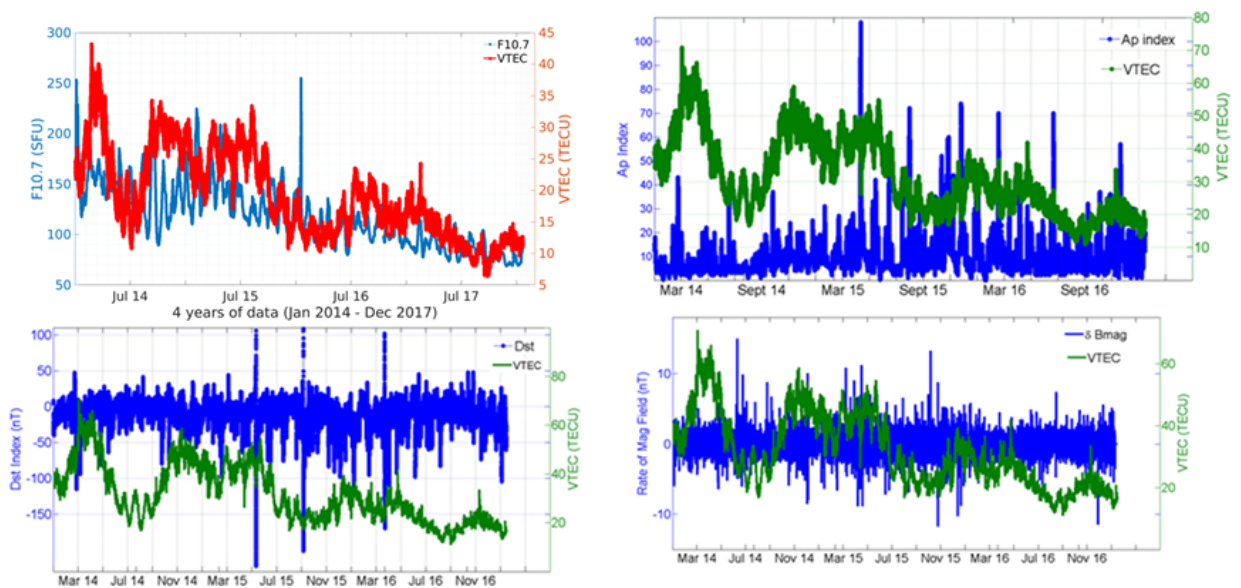 300
250
200
150
100
50
F10.7 (SFU)
F10.7
VTEC
45
40
35
30
25
20
15
10
5
VTEC (TECU)
Jul 14 Jul 15 Jul 16 Jul 17
4 years of data (Jan 2014 - Dec 2017)
100
90
80
70
60
50
40
30
20
10
Ap Index
Ap index
VTEC
80
70
60
50
40
30
20
10
VTEC (TECU)
Mar 14 Sept 14 Mar 15 Sept 15 Mar 16 Sept 16
100
50
0
-50
-100
-150
Dst Index (nT)
Dst
VTEC
80
60
40
20
VTEC (TECU)
Mar 14 Jul 14 Nov 14 Mar 15 Jul 15 Nov 15 Mar 16 Jul 16 Nov 16
10
0
-10
Rate of Mag Field (nT)
δ Bmag
VTEC
60
40
20
VTEC (TECU)
Mar 14 Jul 14 Nov 14 Mar 15 Jul 15 Nov 15 Mar 16 Jul 16 Nov 16